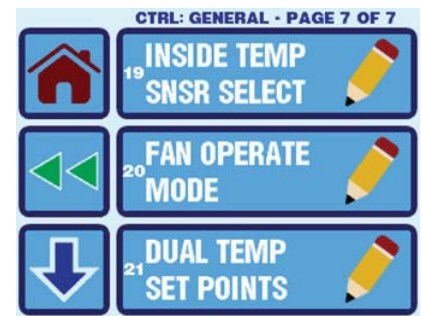 CTRL: GENERAL - PAGE 7 OF 7
19 INSIDE TEMP
SNSR SELECT
20 FAN OPERATE
MODE
21 DUAL TEMP
SET POINTS